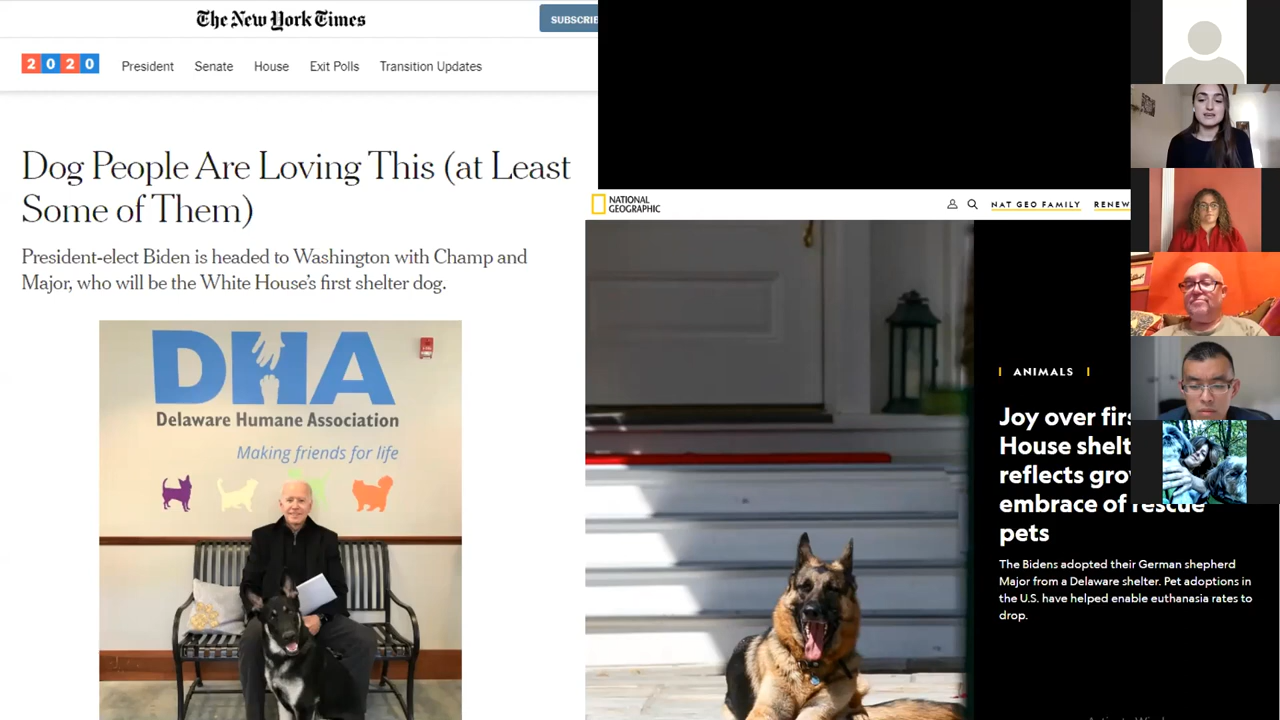 The New York Times
SUBSCRIBE
2020
President Senate House Exit Polls Transition Updates
Dog People Are Loving This (at Least
Some of Them)
President-elect Biden is headed to Washington with Champ and
Major, who will be the White House's first shelter dog.
DHA
Delaware Humane Association
Making friends for life
NATIONAL
GEOGRAPHIC
NAT GEO FAMILY RENEW
ANIMALS
Joy over
House
reflects
embrace of rescue
pets
The Bidens adopted their German shepherd
Major from a Delaware shelter. Pet adoptions in
the U.S. have helped enable euthanasia rates to
drop.